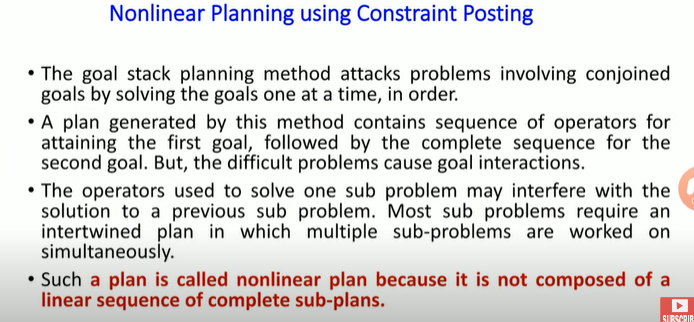 Nonlinear Planning using Constraint Posting
• The goal stack planning method attacks problems involving conjoined
goals by solving the goals one at a time, in order.
• A plan generated by this method contains sequence of operators for
attaining the first goal, followed by the complete sequence for the
second goal. But, the difficult problems cause goal interactions.
• The operators used to solve one sub problem may interfere with the
solution to a previous sub problem. Most sub problems require an
intertwined plan in which multiple sub-problems are worked on
simultaneously.
• Such a plan is called nonlinear plan because it is not composed of a
linear sequence of complete sub-plans.